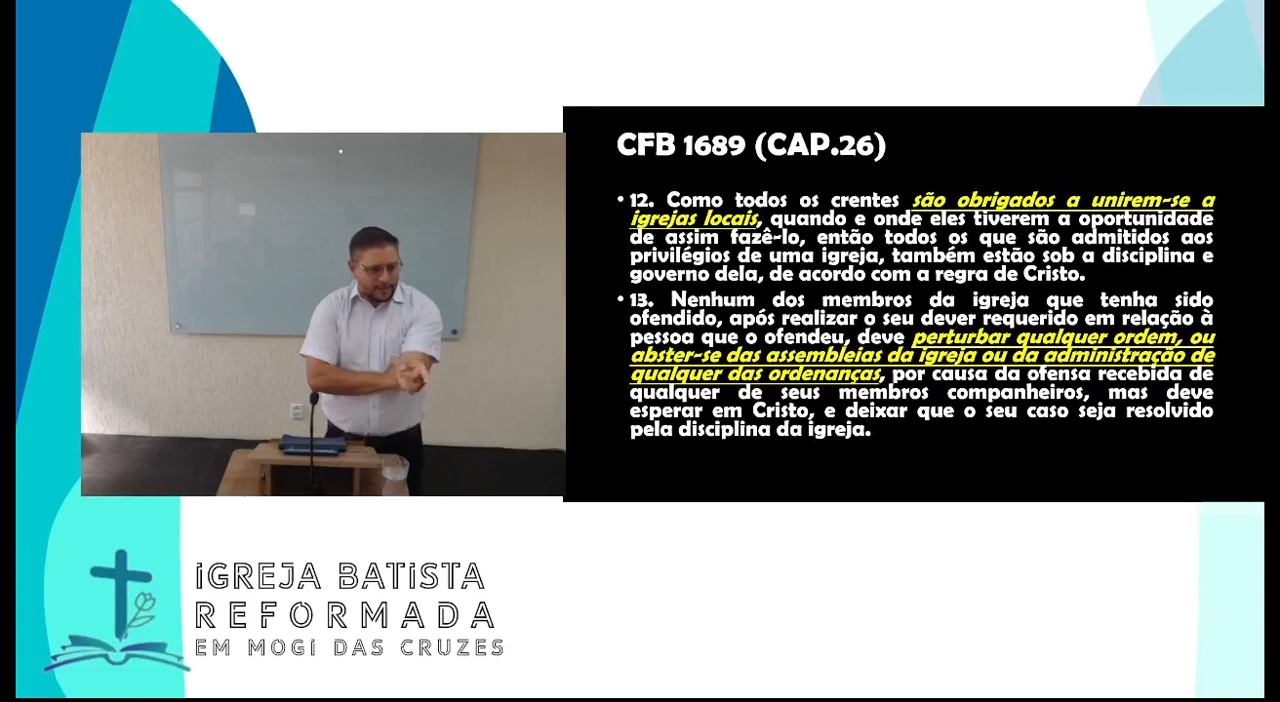 CFB 1689 (CAP.26)
• 12. Como todos os crentes são obrigados a unirem-se a
igrejas locais, quando e onde eles tiverem a oportunidade
de assim fazê-lo, então todos os que são admitidos aos
privilégios de uma igreja, também estão sob a disciplina e
governo dela, de acordo com a regra de Cristo.
• 13. Nenhum dos membros da igreja que tenha sido
ofendido, após realizar o seu dever requerido em relação à
pessoa que o ofendeu, deve perturbar qualquer ordem, ou
abster-se das assembleias da igreja ou da administração de
qualquer das ordenanças, por causa da ofensa recebida de
qualquer de seus membros companheiros, mas deve
esperar em Cristo, e deixar que o seu caso seja resolvido
pela disciplina da igreja.
IGREJA BATISTA
REFORMADA
EM MOGI DAS CRUZES